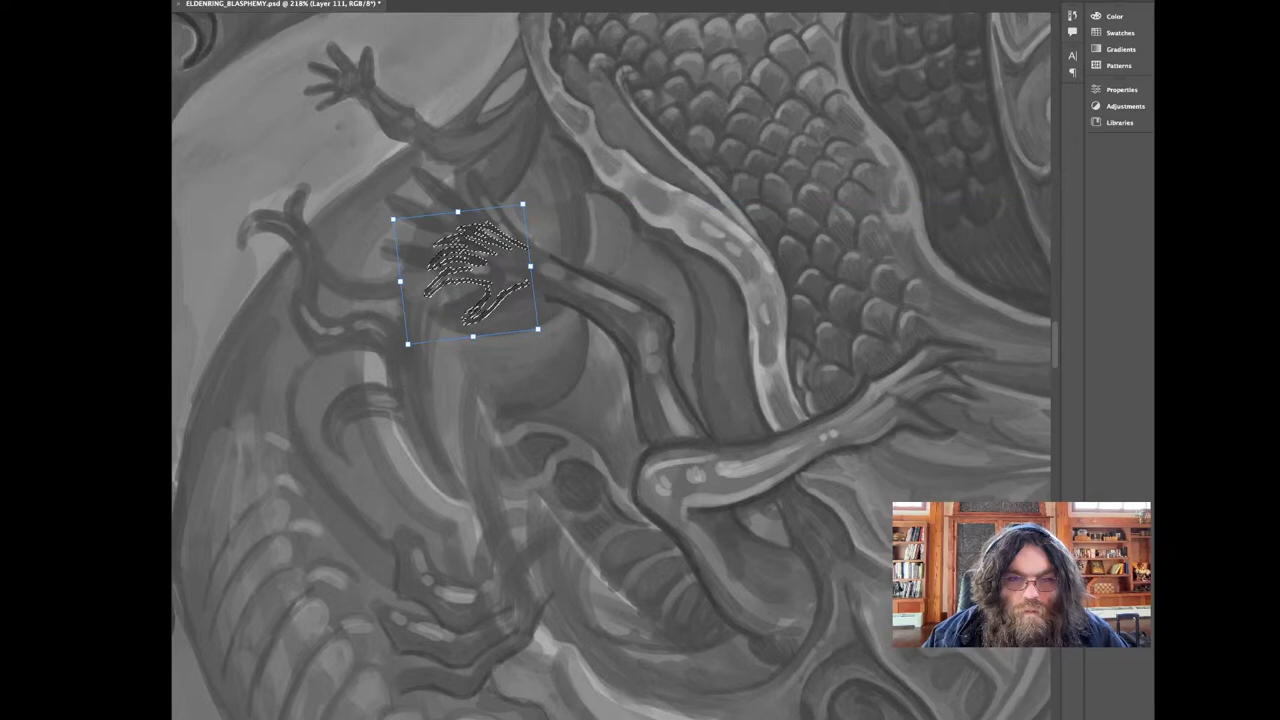 × ELDENRING_BLASPHEMY.psd @ 218% (Layer 111, RGB/8*) *
Color
Swatches
A| Gradients
¶ Patterns
Properties
Adjustments
Libraries